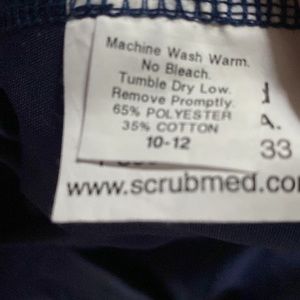 Machine Wash Warm.
No Bleach.
Tumble Dry Low.
Remove Promptly.
65% POLYESTER
35% COTTON
10-12
A.
33
www.scrubmed.co